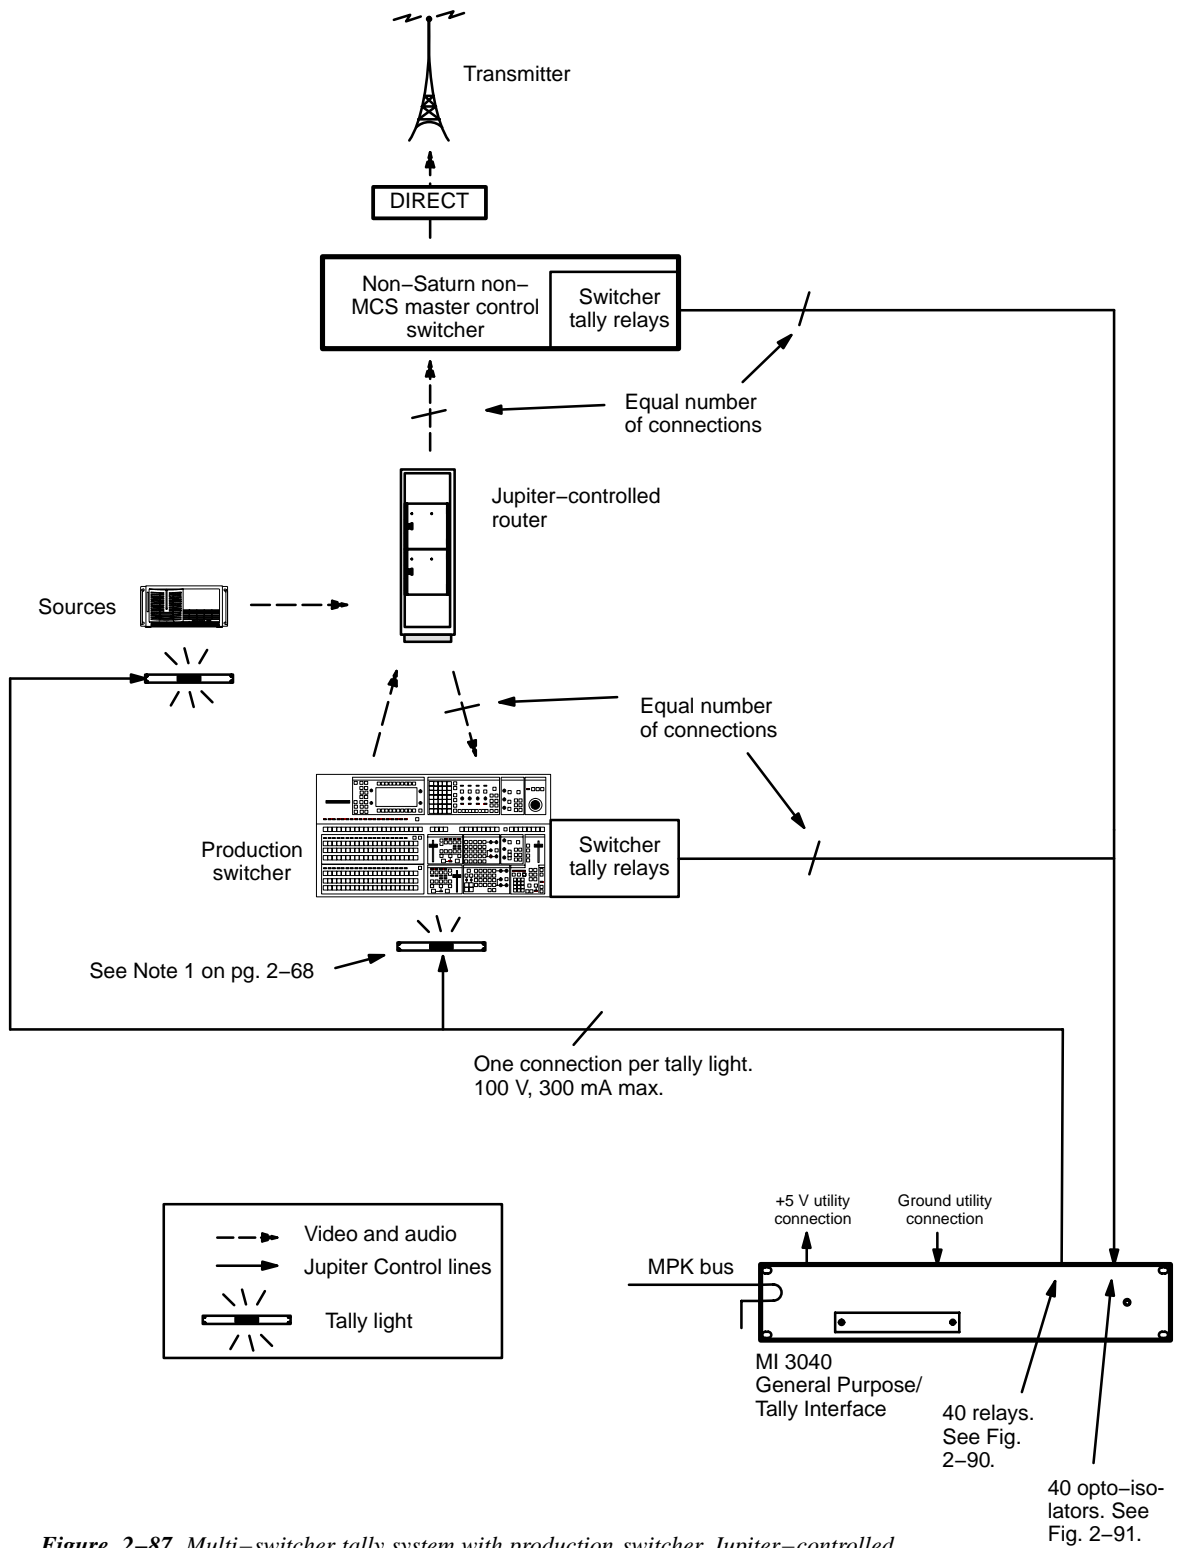 Transmitter
DIRECT
Non–Saturn non–
MCS master control
switcher
Switcher
tally relays
Equal number
of connections
Jupiter–controlled
router
Sources
Equal number
of connections
Production
switcher
Switcher
tally relays
See Note 1 on pg. 2–68
One connection per tally light.
100 V, 300 mA max.
Video and audio
Jupiter Control lines
Tally light
+5 V utility
connection
Ground utility
connection
MPK bus
MI 3040
General Purpose/
Tally Interface
40 relays.
See Fig.
2–90.
40 opto–iso-
lators. See
Fig. 2–91.
Figure 2–87. Multi–switcher tally system with production switcher, Jupiter–controlled